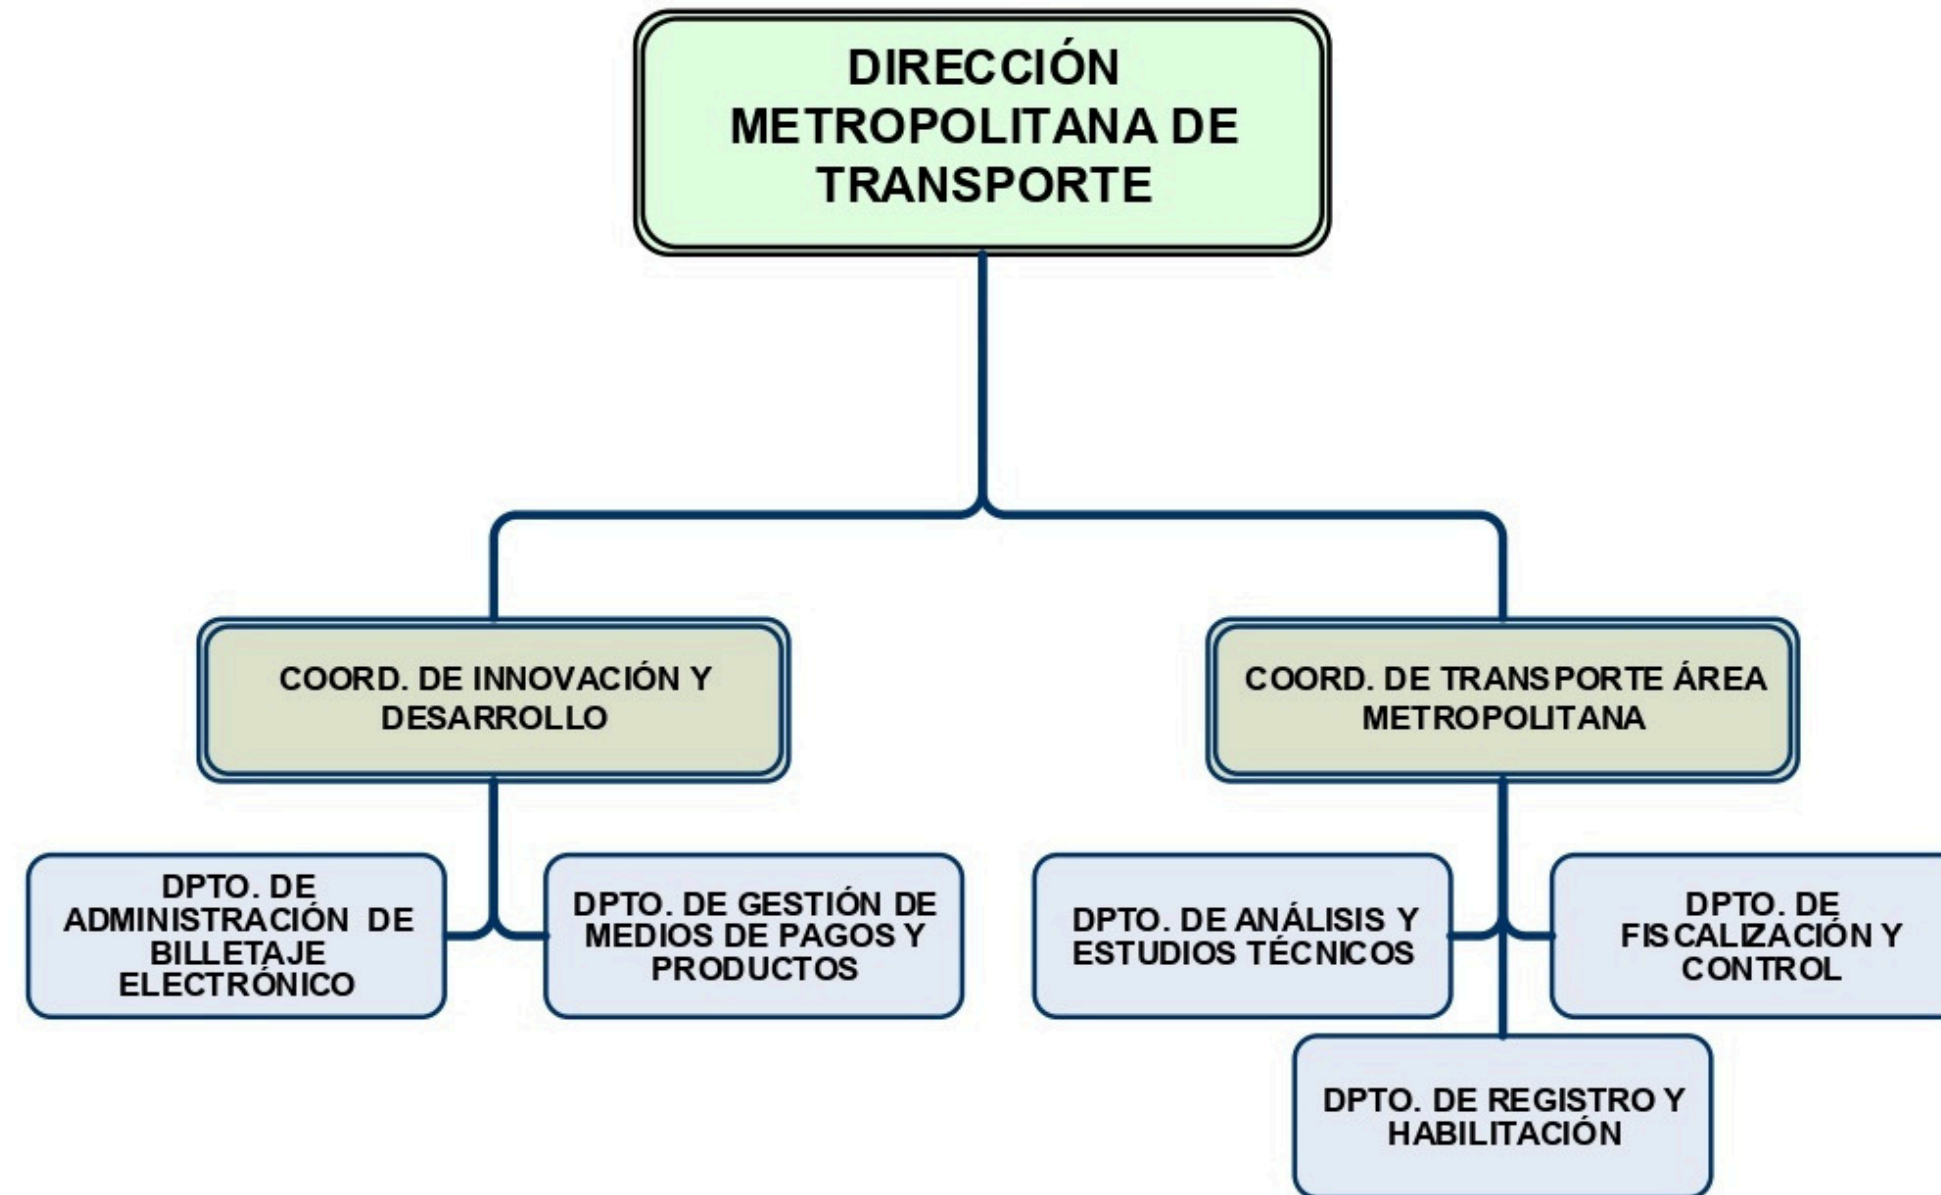 DIRECCIÓN
METROPOLITANA DE
TRANSPORTE
COORD. DE INNOVACIÓN Y
DESARROLLO
COORD. DE TRANSPORTE ÁREA
METROPOLITANA
DPTO. DE
ADMINISTRACIÓN DE
BILLETAJE
ELECTRÓNICO
DPTO. DE GESTIÓN DE
MEDIOS DE PAGOS Y
PRODUCTOS
DPTO. DE ANÁLISIS Y
ESTUDIOS TÉCNICOS
DPTO. DE
FISCALIZACIÓN Y
CONTROL
DPTO. DE REGISTRO Y
HABILITACIÓN